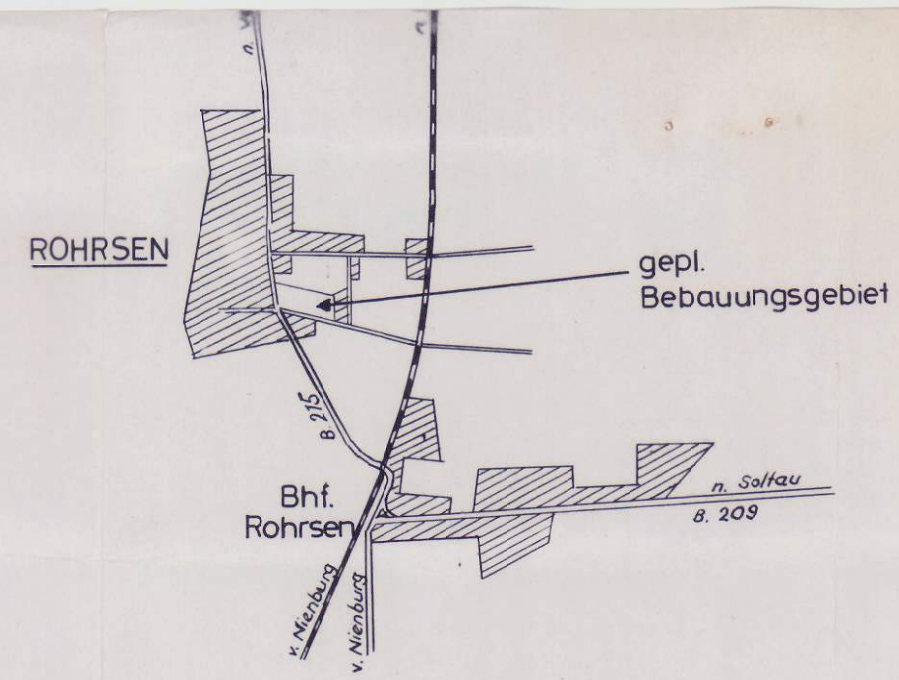 n.
n.
ROHRSEN
gepl.
Bebauungsgebiet
B. 215
Bhf.
Rohrsen
n. Soltau
B. 209
v. Nienburg
v. Nienburg